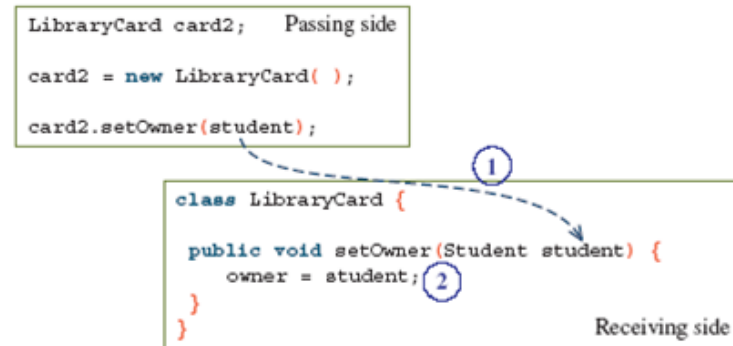 LibraryCard card2; Passing side
card2 = new LibraryCard( );
card2.setOwner(student);
1
class LibraryCard {
public void setOwner(Student student) {
owner = student; 2
}
}
Receiving side